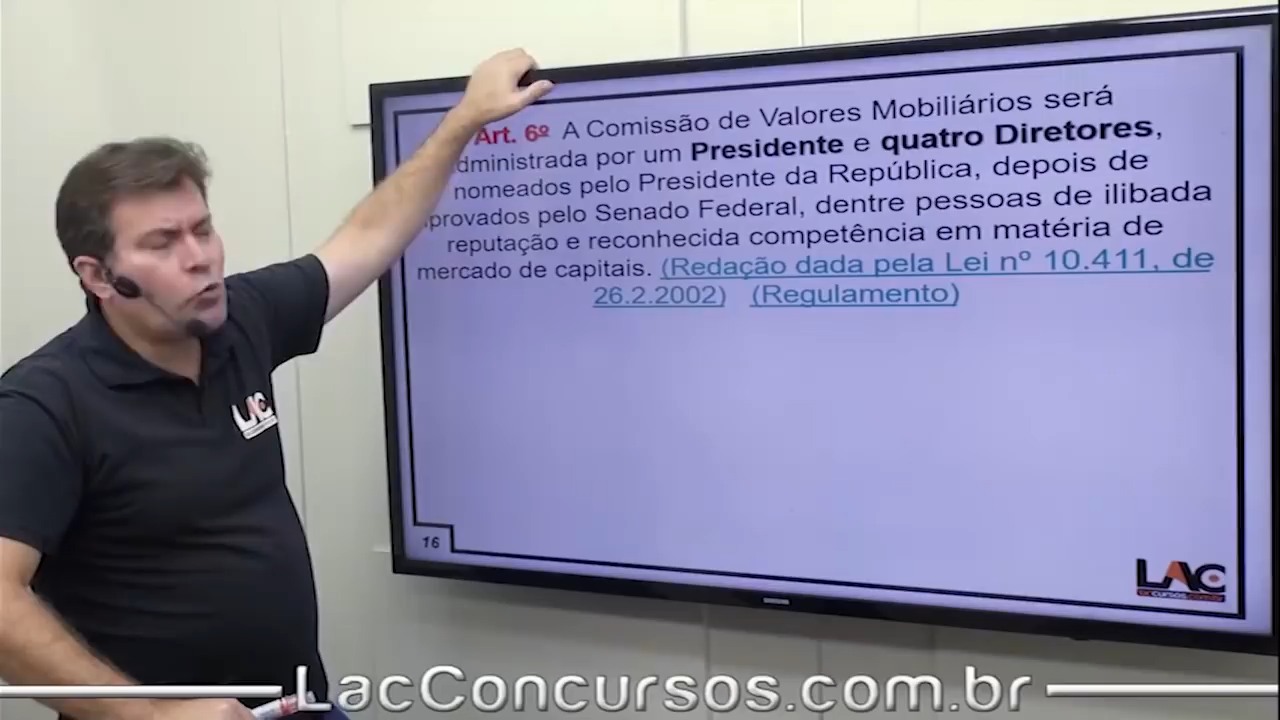 Art. 6º A Comissão de Valores Mobiliários será
dministrada por um Presidente e quatro Diretores,
nomeados pelo Presidente da República, depois de
provados pelo Senado Federal, dentre pessoas de ilibada
reputação e reconhecida competência em matéria de
mercado de capitais. (Redação dada pela Lei nº 10.411, de
26.2.2002) (Regulamento)
16
LAC
LAC
LacConcursos.com.br